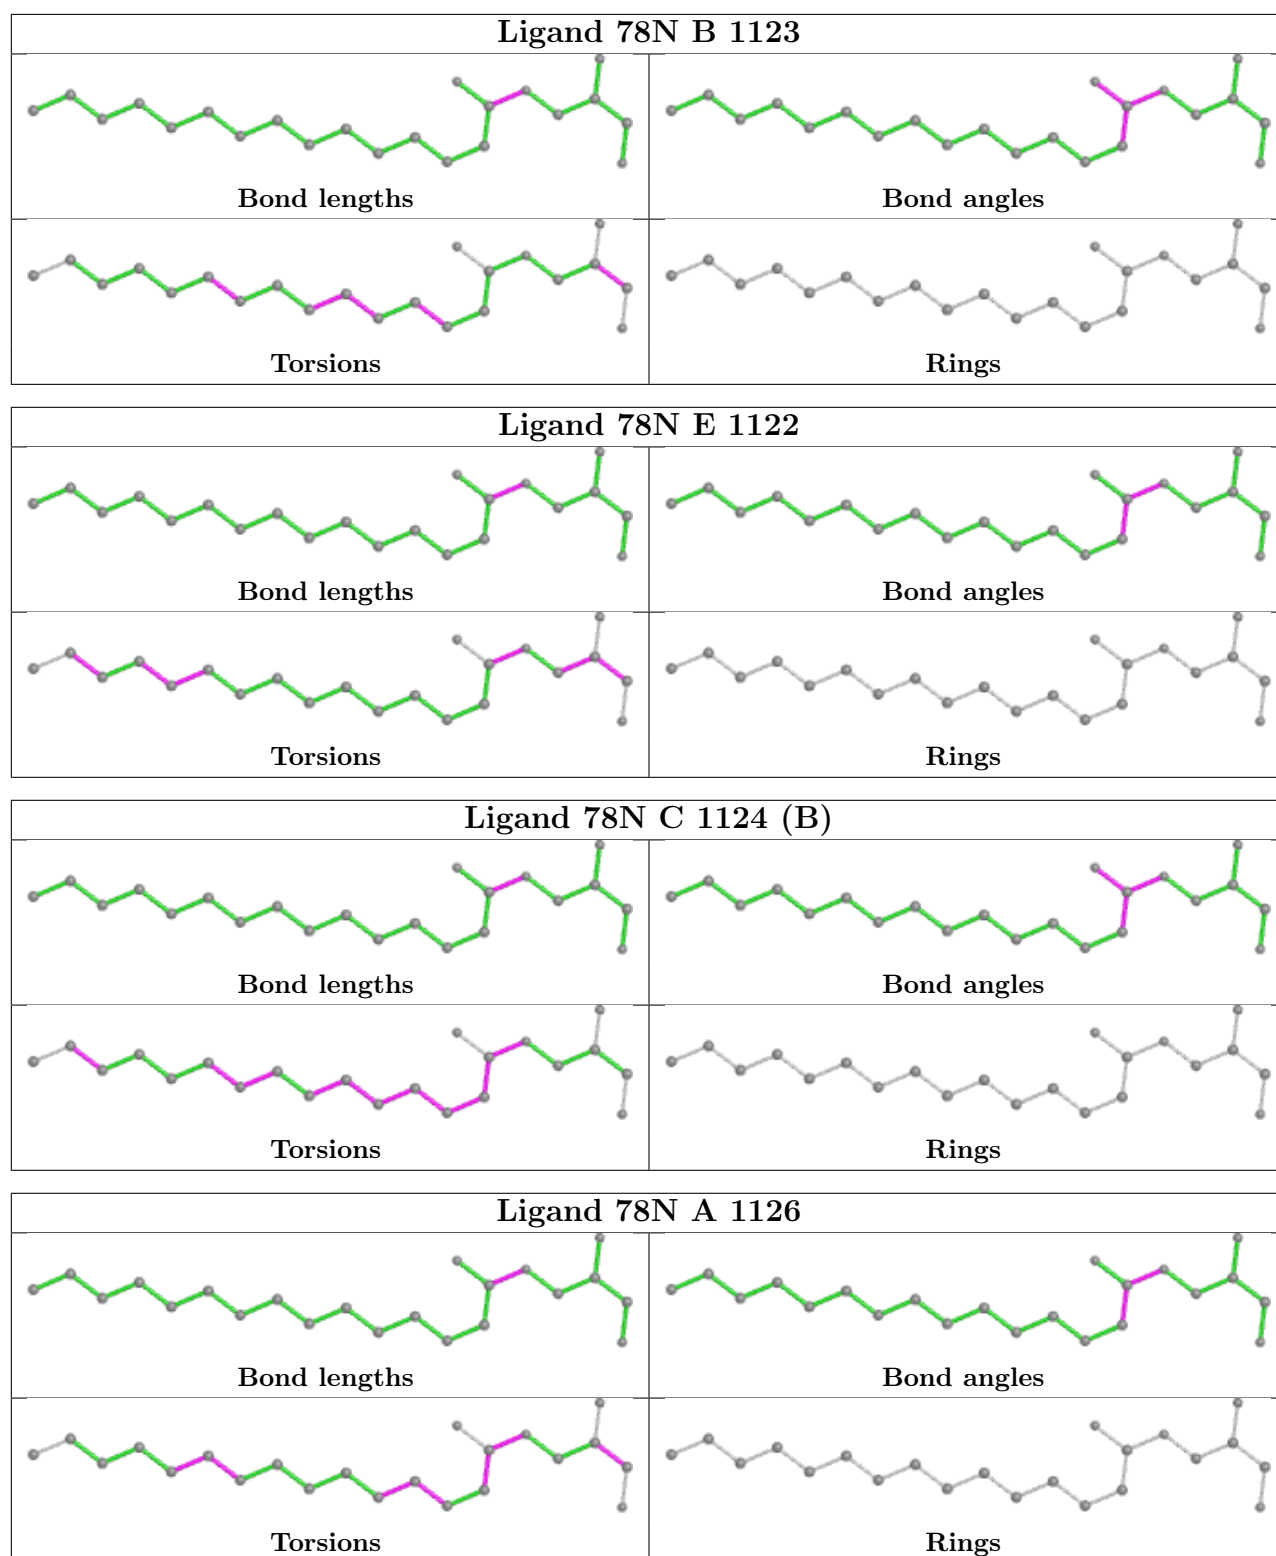 Ligand 78N B 1123
Bond lengths
Bond angles
Torsions
Rings
Ligand 78N E 1122
Bond lengths
Bond angles
Torsions
Rings
Ligand 78N C 1124 (B)
Bond lengths
Bond angles
Torsions
Rings
Ligand 78N A 1126
Bond lengths
Bond angles
Torsions
Rings